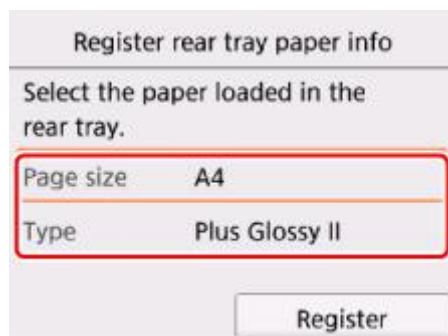 Register rear tray paper info
Select the paper loaded in the
rear tray.
Page size A4
Type Plus Glossy II
Register